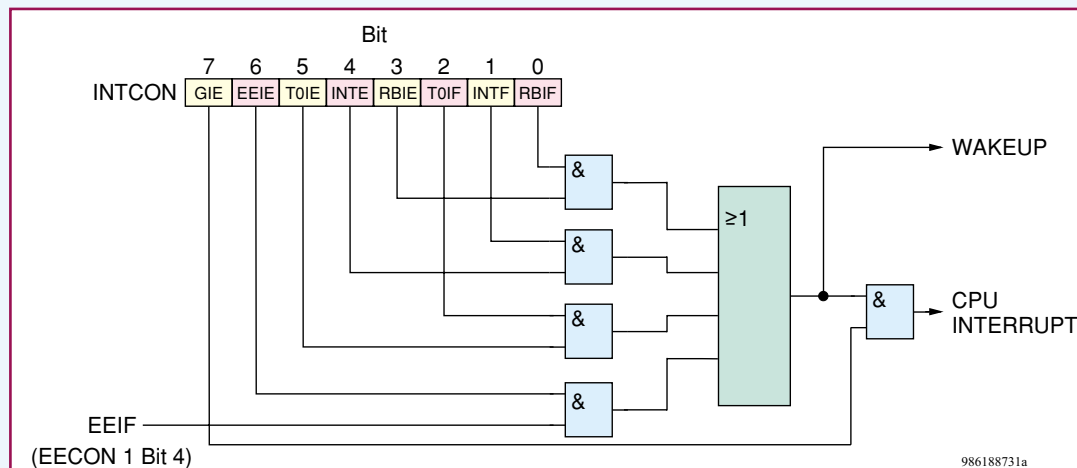 Bit
7 6 5 4 3 2 1 0
INTCON GIE EEIE T0IE INTE RBIE T0IF INTF RBIF
WAKEUP
&
≥1
&
&
CPU
INTERRUPT
&
&
EEIF
(EECON 1 Bit 4)
986188731a